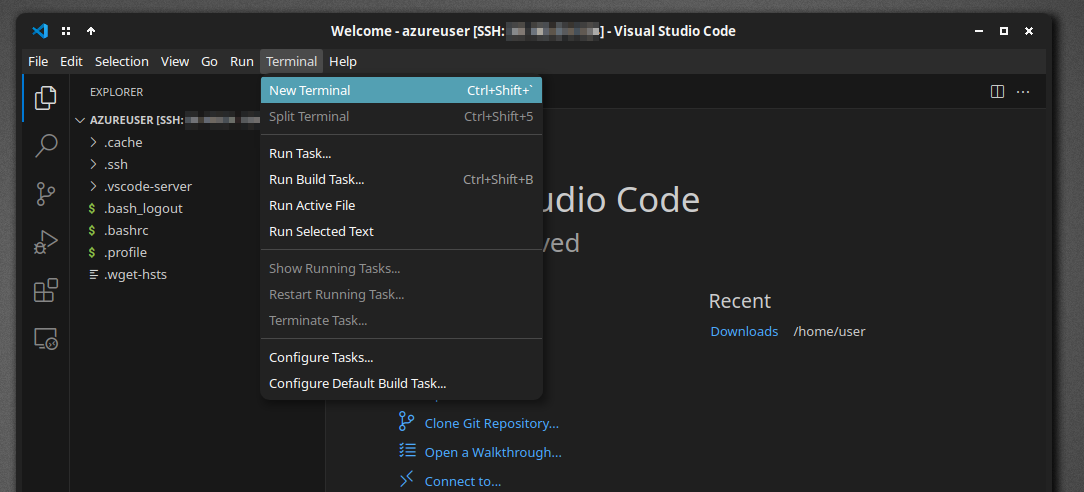 Welcome - azureuser [SSH: ] - Visual Studio Code
File Edit Selection View Go Run Terminal Help
EXPLORER
AZUREUSER [SSH:
.cache
.ssh
.vscode-server
.bash_logout
.bashrc
.profile
.wget-hsts
New Terminal Ctrl+Shift+`
Split Terminal Ctrl+Shift+5
Run Task...
Run Build Task... Ctrl+Shift+B
Run Active File
Run Selected Text
Show Running Tasks...
Restart Running Task...
Terminate Task...
Configure Tasks...
Configure Default Build Task...
udio Code
ved
Recent
Downloads /home/user
Clone Git Repository...
Open a Walkthrough...
Connect to...